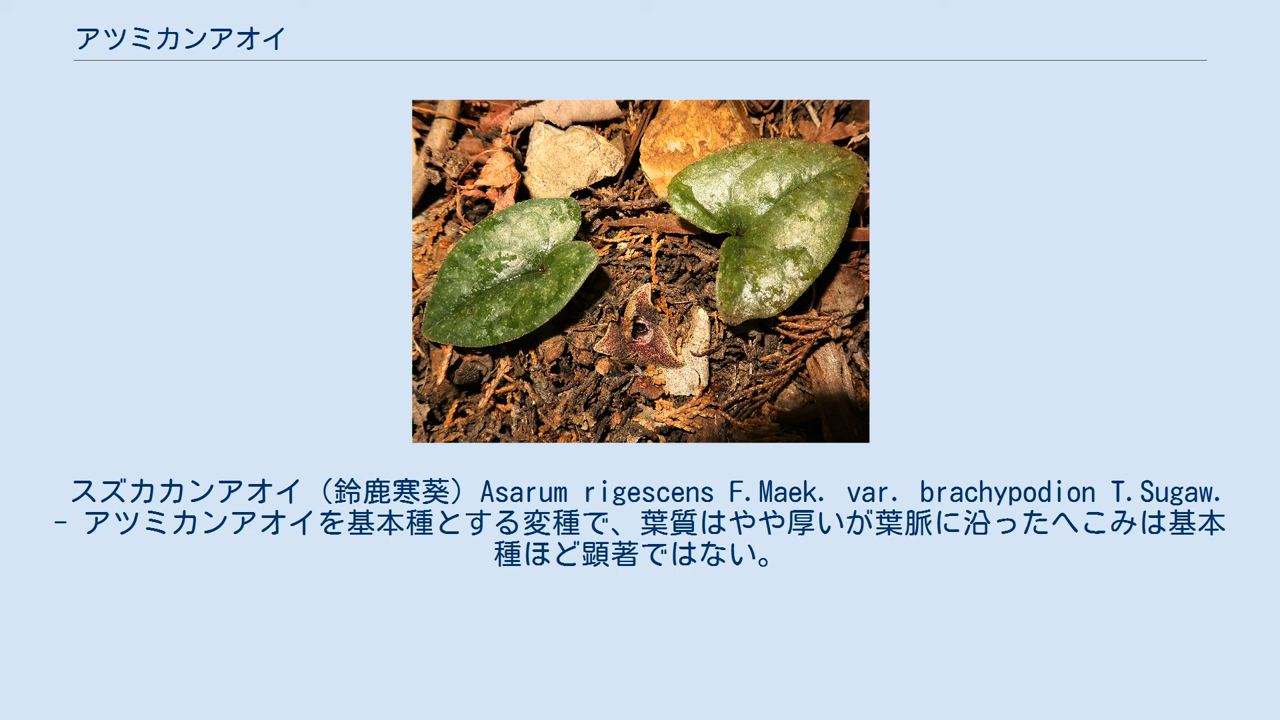 アツミカンアオイ
スズカカンアオイ（鈴鹿寒葵）Asarum rigescens F.Maek. var. brachypodion T.Sugaw.
- アツミカンアオイを基本種とする変種で、葉質はやや厚いが葉脈に沿ったへこみは基本
種ほど顕著ではない。